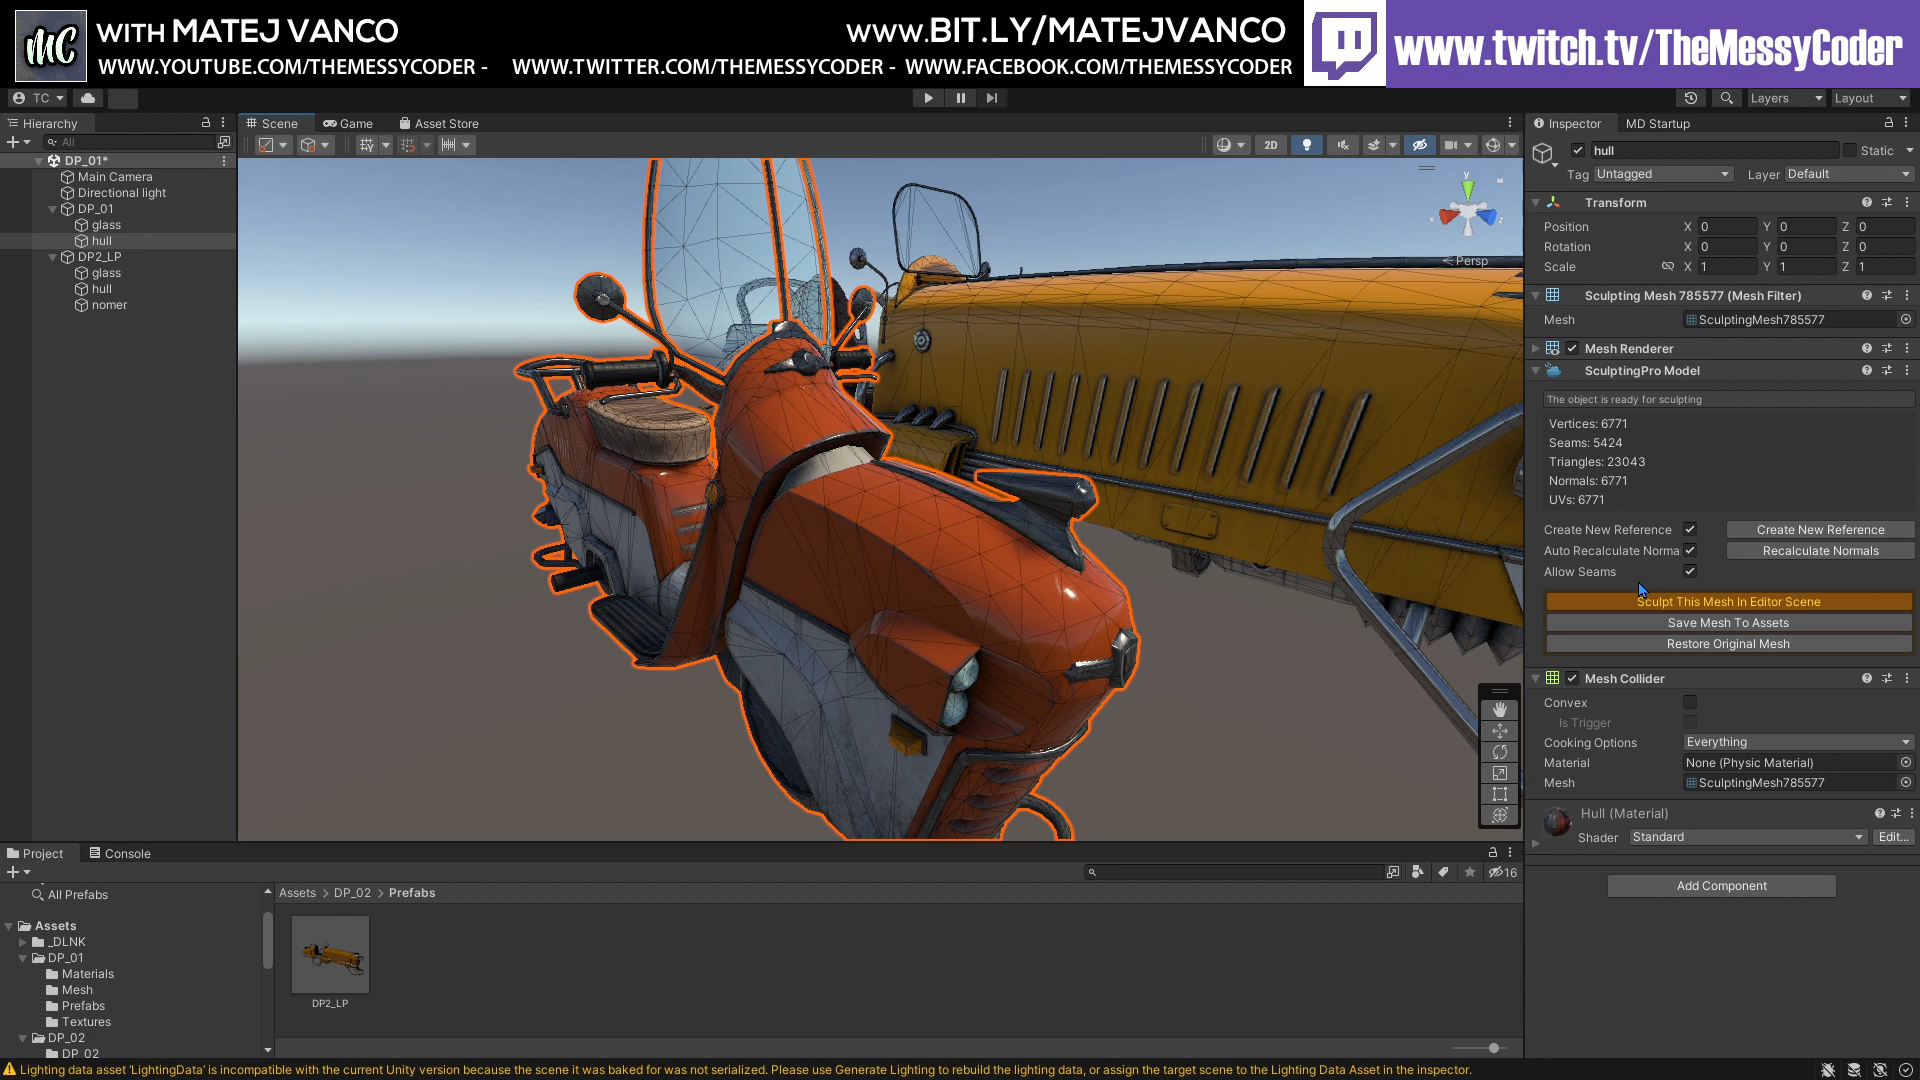 MC
WITH MATEJ VANCO
WWW.YOUTUBE.COM/THEMESSYCODER - WWW.TWITTER.COM/THEMESSYCODER - WWW.FACEBOOK.COM/THEMESSYCODER
www.BIT.LY/MATEJVANCO
www.twitch.tv/TheMessyCoder
TC
Layers
Layout
Hierarchy
All
DP_01*
Main Camera
Directional light
DP_01
glass
hull
DP2_LP
glass
hull
nomer
Scene
Game
Asset Store
2D
y
x
z
Persp
Inspector
MD Startup
hull
Static
Tag Untagged
Layer Default
Transform
Position X 0 Y 0 Z 0
Rotation X 0 Y 0 Z 0
Scale X 1 Y 1 Z 1
Sculpting Mesh 785577 (Mesh Filter)
Mesh SculptingMesh785577
Mesh Renderer
SculptingPro Model
The object is ready for sculpting
Vertices: 6771
Seams: 5424
Triangles: 23043
Normals: 6771
UVs: 6771
Create New Reference
Create New Reference
Auto Recalculate Norma
Recalculate Normals
Allow Seams
Sculpt This Mesh In Editor Scene
Save Mesh To Assets
Restore Original Mesh
Mesh Collider
Convex
Is Trigger
Cooking Options Everything
Material None (Physic Material)
Mesh SculptingMesh785577
Hull (Material)
Shader Standard Edit...
Add Component
Project
Console
16
All Prefabs
Assets
_DLNK
DP_01
Materials
Mesh
Prefabs
Textures
DP_02
DP_02
Assets > DP_02 > Prefabs
DP2_LP
Lighting data asset 'LightingData' is incompatible with the current Unity version because the scene it was baked for was not serialized. Please use Generate Lighting to rebuild the lighting data, or assign the target scene to the Lighting Data Asset in the inspector.